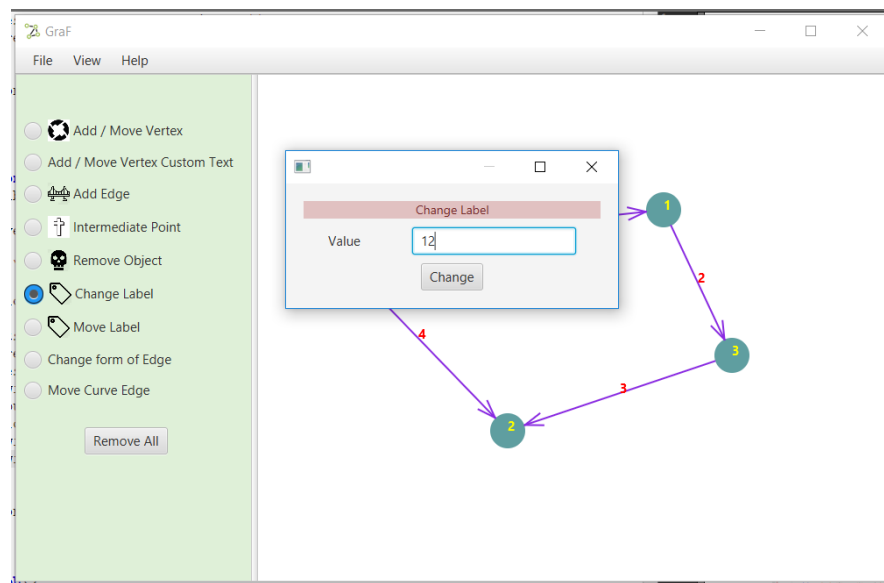 GraF
File View Help
Add / Move Vertex
Add / Move Vertex Custom Text
Add Edge
Intermediate Point
Remove Object
Change Label
Move Label
Change form of Edge
Move Curve Edge
Remove All
Change Label
Value 12
Change
1
2
3
3
4
2